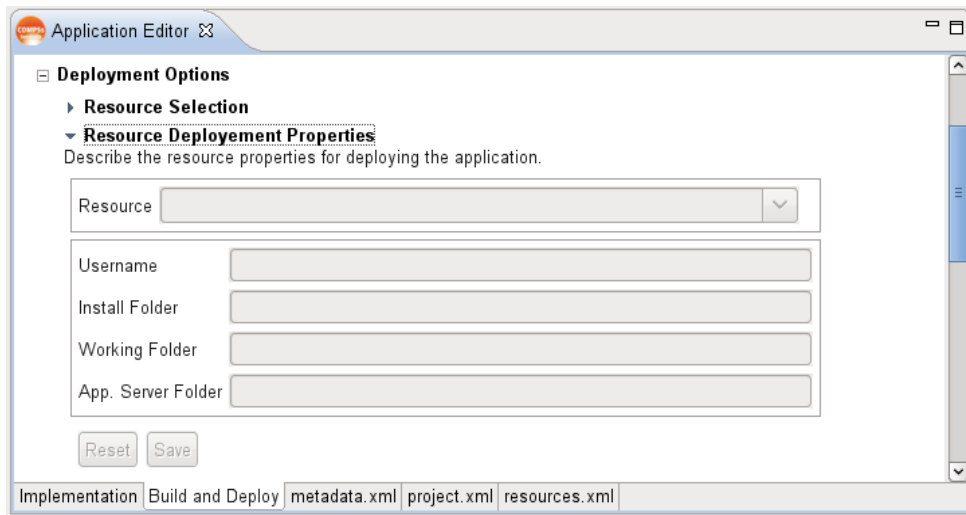 COMPSs Application Editor
Deployment Options
Resource Selection
Resource Deployement Properties
Describe the resource properties for deploying the application.
Resource
Username
Install Folder
Working Folder
App. Server Folder
Reset Save
Implementation Build and Deploy metadata.xml project.xml resources.xml